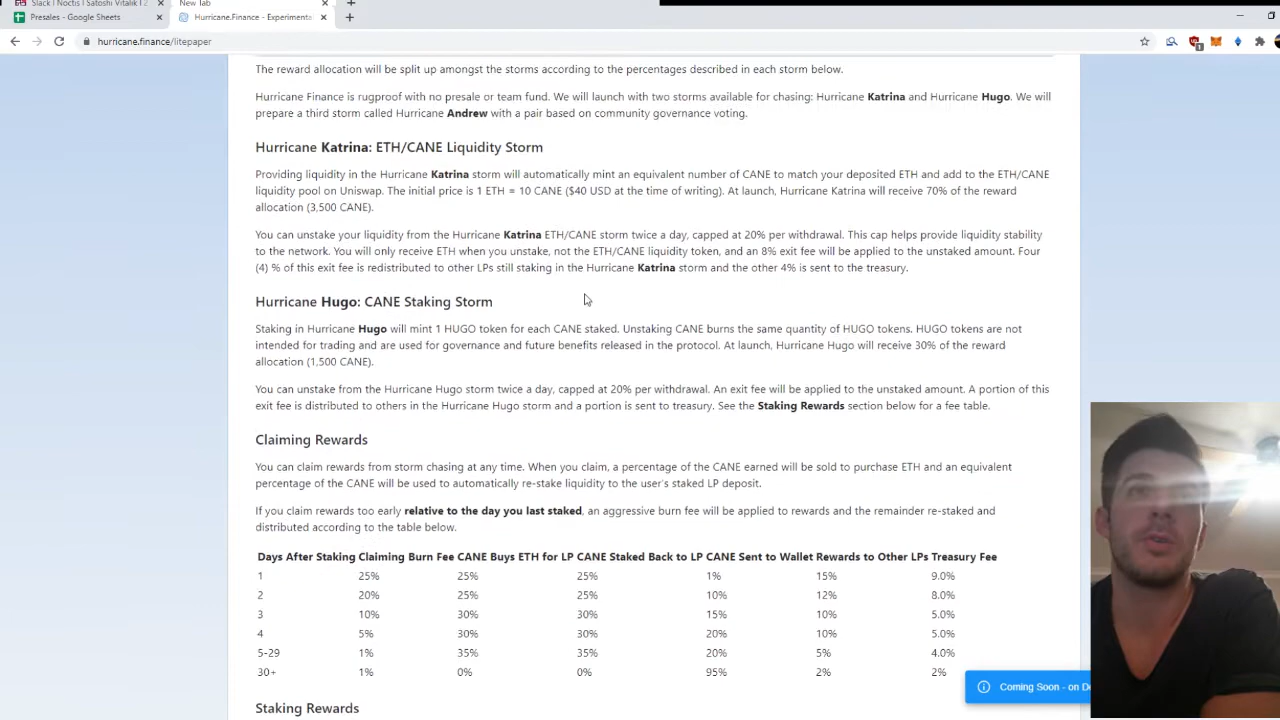 Slack | Noctis | Satoshi Vitalik | 2
New Tab
Presales - Google Sheets
Hurricane.Finance - Experimenta
hurricane.finance/litepaper
1
The reward allocation will be split up amongst the storms according to the percentages described in each storm below.
Hurricane Finance is rugproof with no presale or team fund. We will launch with two storms available for chasing: Hurricane Katrina and Hurricane Hugo. We will
prepare a third storm called Hurricane Andrew with a pair based on community governance voting.
Hurricane Katrina: ETH/CANE Liquidity Storm
Providing liquidity in the Hurricane Katrina storm will automatically mint an equivalent number of CANE to match your deposited ETH and add to the ETH/CANE
liquidity pool on Uniswap. The initial price is 1 ETH = 10 CANE ($40 USD at the time of writing). At launch, Hurricane Katrina will receive 70% of the reward
allocation (3,500 CANE).
You can unstake your liquidity from the Hurricane Katrina ETH/CANE storm twice a day, capped at 20% per withdrawal. This cap helps provide liquidity stability
to the network. You will only receive ETH when you unstake, not the ETH/CANE liquidity token, and an 8% exit fee will be applied to the unstaked amount. Four
(4) % of this exit fee is redistributed to other LPs still staking in the Hurricane Katrina storm and the other 4% is sent to the treasury.
Hurricane Hugo: CANE Staking Storm
Staking in Hurricane Hugo will mint 1 HUGO token for each CANE staked. Unstaking CANE burns the same quantity of HUGO tokens. HUGO tokens are not
intended for trading and are used for governance and future benefits released in the protocol. At launch, Hurricane Hugo will receive 30% of the reward
allocation (1,500 CANE).
You can unstake from the Hurricane Hugo storm twice a day, capped at 20% per withdrawal. An exit fee will be applied to the unstaked amount. A portion of this
exit fee is distributed to others in the Hurricane Hugo storm and a portion is sent to treasury. See the Staking Rewards section below for a fee table.
Claiming Rewards
You can claim rewards from storm chasing at any time. When you claim, a percentage of the CANE earned will be sold to purchase ETH and an equivalent
percentage of the CANE will be used to automatically re-stake liquidity to the user's staked LP deposit.
If you claim rewards too early relative to the day you last staked, an aggressive burn fee will be applied to rewards and the remainder re-staked and
distributed according to the table below.
Days After Staking Claiming Burn Fee CANE Buys ETH for LP CANE Staked Back to LP CANE Sent to Wallet Rewards to Other LPs Treasury Fee
1 25% 25% 25% 1% 15% 9.0%
2 20% 25% 25% 10% 12% 8.0%
3 10% 30% 30% 15% 10% 5.0%
4 5% 30% 30% 20% 10% 5.0%
5-29 1% 35% 35% 20% 5% 4.0%
30+ 1% 0% 0% 95% 2% 2%
Coming Soon - on D
Staking Rewards